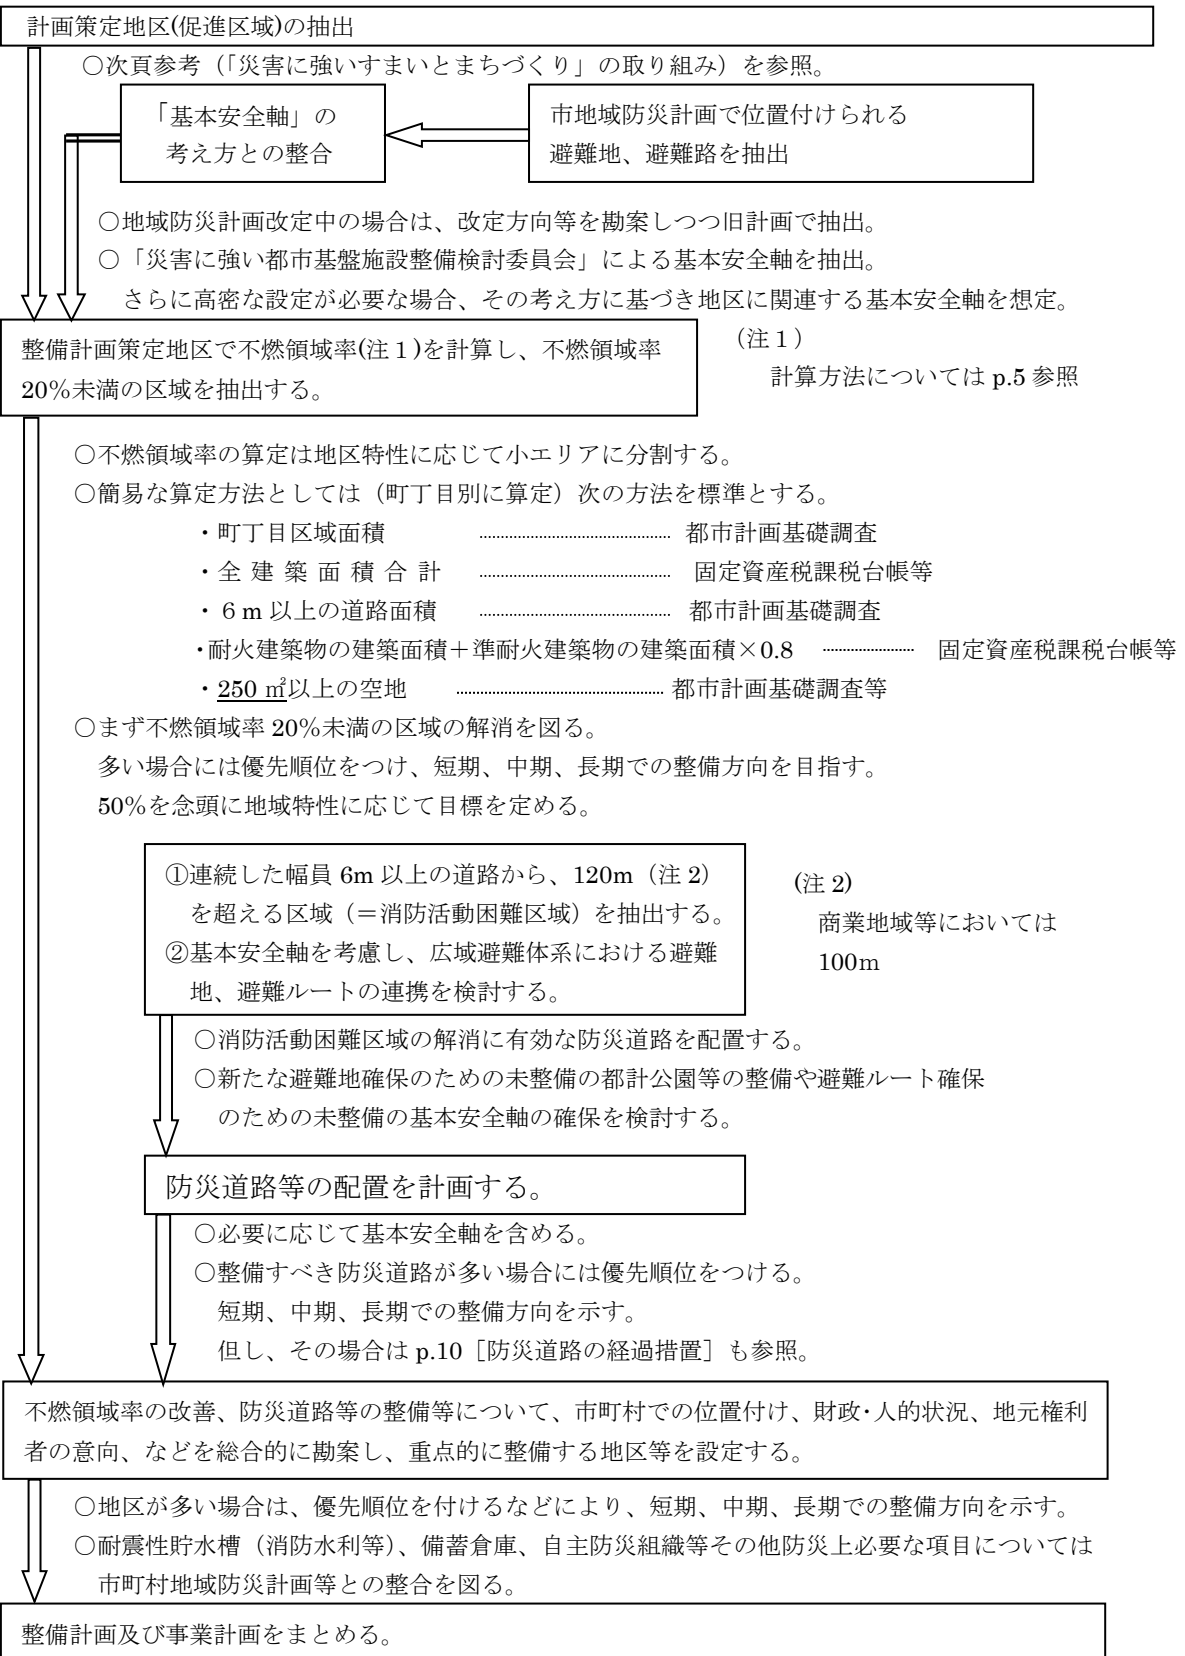 計画策定地区(促進区域)の抽出
○次頁参考（「災害に強いすまいとまちづくり」の取り組み）を参照。
「基本安全軸」の
考え方との整合
市地域防災計画で位置付けられる
避難地、避難路を抽出
○地域防災計画改定中の場合は、改定方向等を勘案しつつ旧計画で抽出。
○「災害に強い都市基盤施設整備検討委員会」による基本安全軸を抽出。
さらに高密な設定が必要な場合、その考え方に基づき地区に関連する基本安全軸を想定。
整備計画策定地区で不燃領域率(注１)を計算し、不燃領域率
20％未満の区域を抽出する。
(注１)
計算方法については p.5 参照
○不燃領域率の算定は地区特性に応じて小エリアに分割する。
○簡易な算定方法としては（町丁目別に算定）次の方法を標準とする。
・町丁目区域面積 ………………… 都市計画基礎調査
・全 建 築 面 積 合 計 ………………… 固定資産税課税台帳等
・６ｍ以上の道路面積 ………………… 都市計画基礎調査
・耐火建築物の建築面積＋準耐火建築物の建築面積×0.8 ………… 固定資産税課税台帳等
・250 ㎡以上の空地 ………………… 都市計画基礎調査等
○まず不燃領域率 20％未満の区域の解消を図る。
多い場合には優先順位をつけ、短期、中期、長期での整備方向を目指す。
50％を念頭に地域特性に応じて目標を定める。
①連続した幅員 6m 以上の道路から、120m（注 2）
を超える区域（＝消防活動困難区域）を抽出する。
②基本安全軸を考慮し、広域避難体系における避難
地、避難ルートの連携を検討する。
(注 2)
商業地域等においては
100ｍ
○消防活動困難区域の解消に有効な防災道路を配置する。
○新たな避難地確保のための未整備の都計公園等の整備や避難ルート確保
のための未整備の基本安全軸の確保を検討する。
防災道路等の配置を計画する。
○必要に応じて基本安全軸を含める。
○整備すべき防災道路が多い場合には優先順位をつける。
短期、中期、長期での整備方向を示す。
但し、その場合は p.10［防災道路の経過措置］も参照。
不燃領域率の改善、防災道路等の整備等について、市町村での位置付け、財政・人的状況、地元権利
者の意向、などを総合的に勘案し、重点的に整備する地区等を設定する。
○地区が多い場合は、優先順位を付けるなどにより、短期、中期、長期での整備方向を示す。
○耐震性貯水槽（消防水利等）、備蓄倉庫、自主防災組織等その他防災上必要な項目については
市町村地域防災計画等との整合を図る。
整備計画及び事業計画をまとめる。